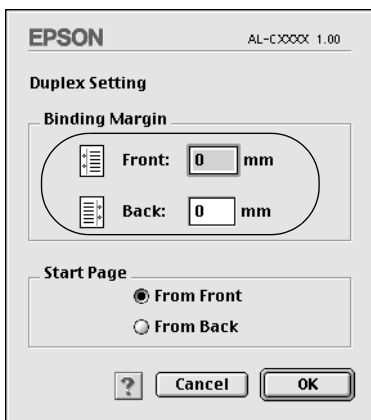 EPSON AL-CXXXX 1.00
Duplex Setting
Binding Margin
Front: 0 mm
Back: 0 mm
Start Page
From Front
From Back
? Cancel OK